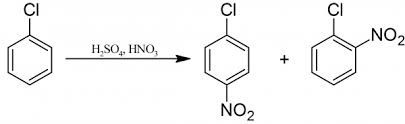 Cl
H₂SO₄, HNO₃
Cl
NO₂
+
Cl
NO₂